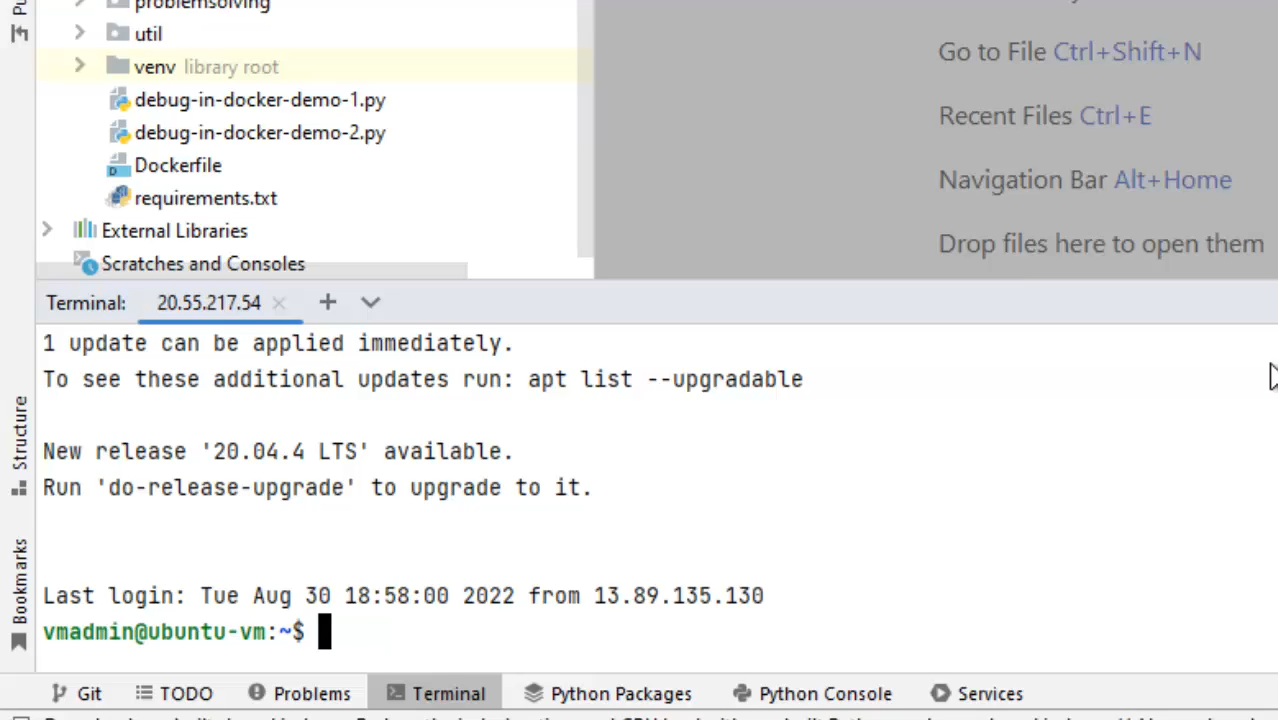 problemsolving
util
venv library root
debug-in-docker-demo-1.py
debug-in-docker-demo-2.py
Dockerfile
requirements.txt
External Libraries
Scratches and Consoles
Go to File Ctrl+Shift+N
Recent Files Ctrl+E
Navigation Bar Alt+Home
Drop files here to open them
Structure
Bookmarks
Terminal: 20.55.217.54
1 update can be applied immediately.
To see these additional updates run: apt list --upgradable
New release '20.04.4 LTS' available.
Run 'do-release-upgrade' to upgrade to it.
Last login: Tue Aug 30 18:58:00 2022 from 13.89.135.130
vmadmin@ubuntu-vm:~$
Git TODO Problems Terminal Python Packages Python Console Services